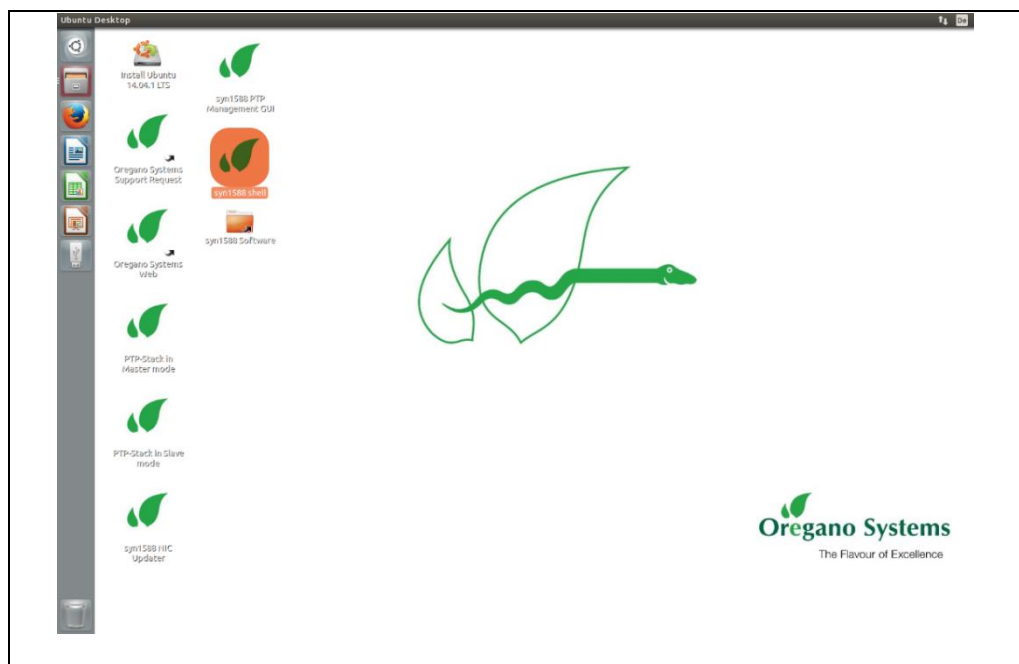 Ubuntu Desktop
De
Install Ubuntu
14.04.1 LTS
syn1588 PTP
Management GUI
Oregano Systems
Support Request
syn1588 shell
Oregano Systems
Web
syn1588 Software
PTP-Stack in
Master mode
PTP-Stack in Slave
mode
syn1588 NIC
Updater
Oregano Systems
The Flavour of Excellence